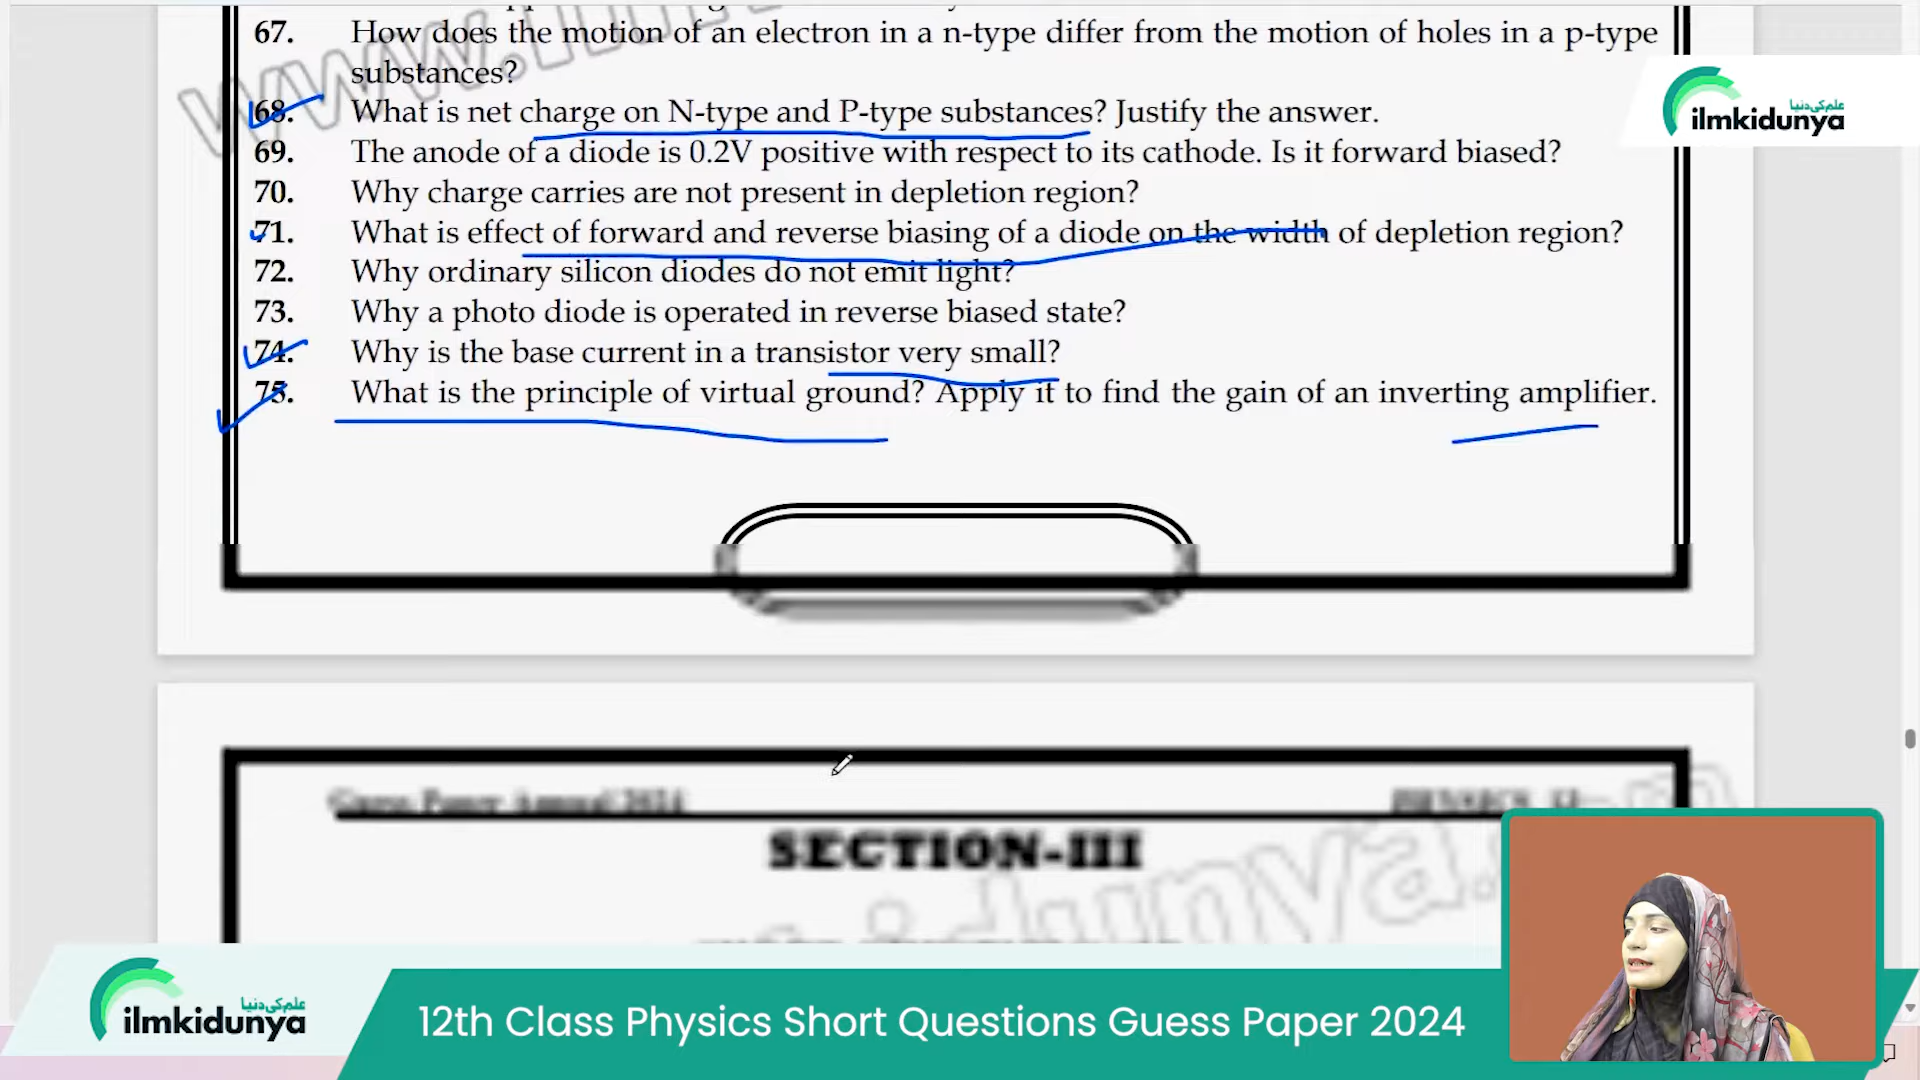 67. How does the motion of an electron in a n-type differ from the motion of holes in a p-type
substances?
68. What is net charge on N-type and P-type substances? Justify the answer.
69. The anode of a diode is 0.2V positive with respect to its cathode. Is it forward biased?
70. Why charge carries are not present in depletion region?
71. What is effect of forward and reverse biasing of a diode on the width of depletion region?
72. Why ordinary silicon diodes do not emit light?
73. Why a photo diode is operated in reverse biased state?
74. Why is the base current in a transistor very small?
75. What is the principle of virtual ground? Apply it to find the gain of an inverting amplifier.
علم کی دنیا
ilmkidunya
Guess Paper Annual 2024
SECTION-III
علم کی دنیا
ilmkidunya
12th Class Physics Short Questions Guess Paper 2024